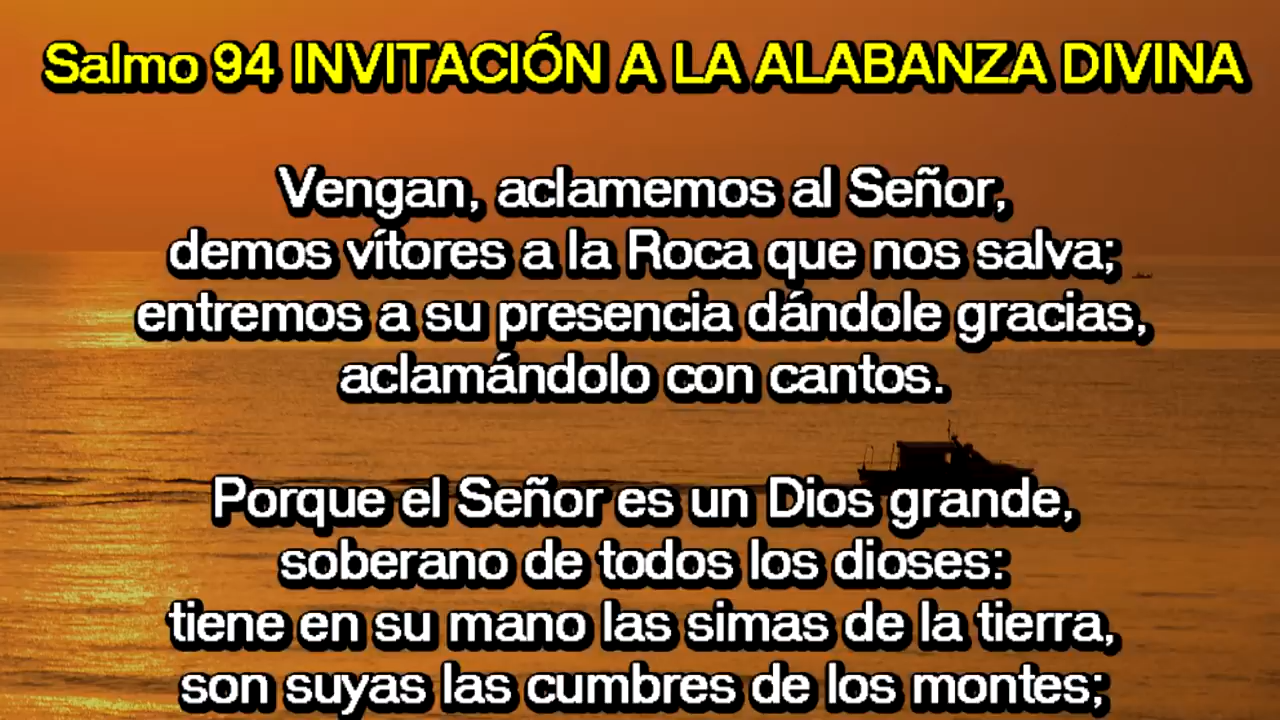 Salmo 94 INVITACIÓN A LA ALABANZA DIVINA
Vengan, aclamemos al Señor,
demos vítores a la Roca que nos salva;
entremos a su presencia dándole gracias,
aclamándolo con cantos.
Porque el Señor es un Dios grande,
soberano de todos los dioses:
tiene en su mano las simas de la tierra,
son suyas las cumbres de los montes;